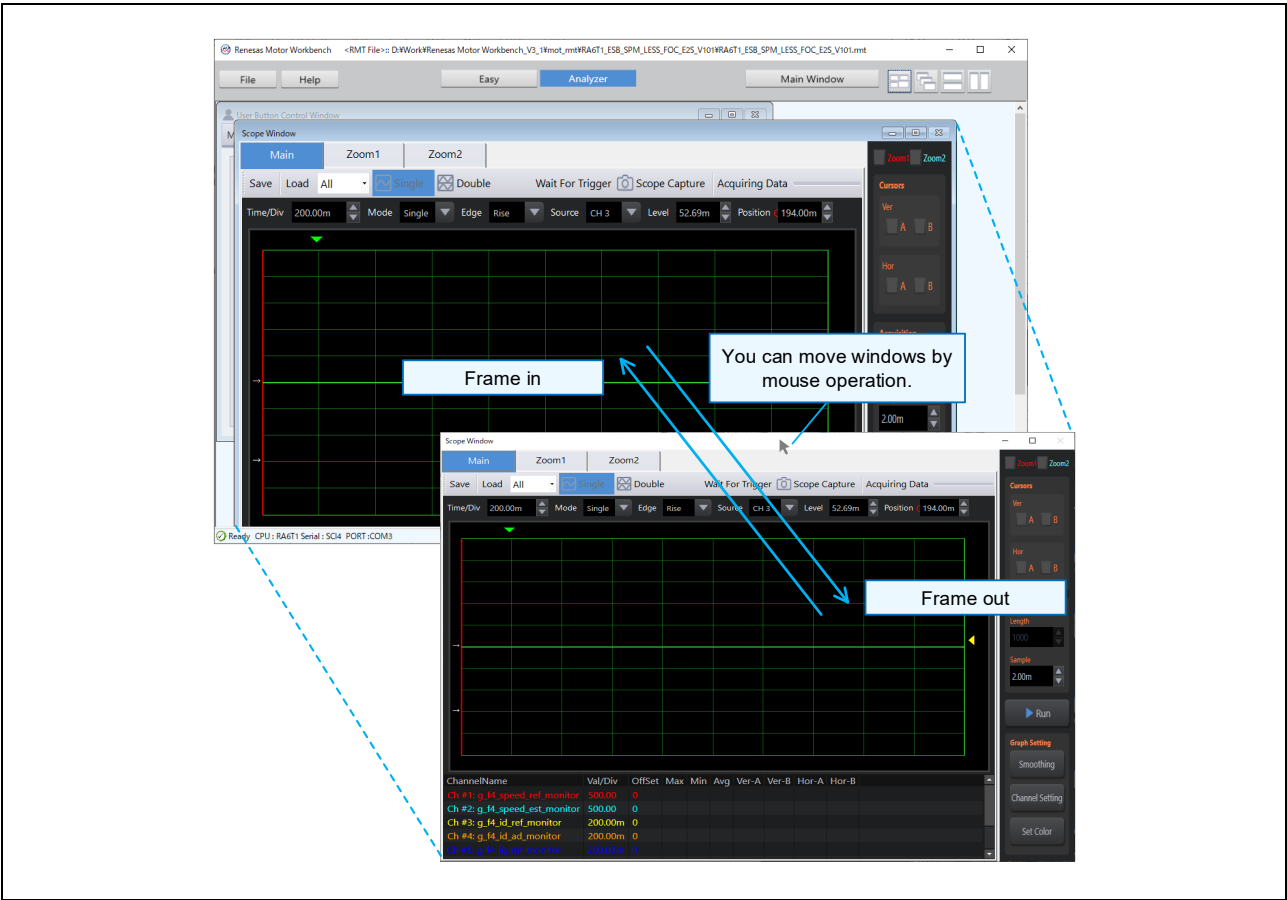 Renesas Motor Workbench <RMT File>:: D:¥Work¥Renesas Motor Workbench_V3_1¥mot_rmt¥RA6T1_ESB_SPM_LESS_FOC_E2S_V101¥RA6T1_ESB_SPM_LESS_FOC_E2S_V101.rmt
File Help Easy Analyzer Main Window
User Button Control Window
M
Scope Window
Main Zoom1 Zoom2
Zoom1 Zoom2
Save Load All Single Double Wait For Trigger Scope Capture Acquiring Data
Cursors
Time/Div 200.00m Mode Single Edge Rise Source CH 3 Level 52.69m Position 194.00m
Ver
A B
Hor
A B
Acquisition
You can move windows by
mouse operation.
Frame in
2.00m
Ready CPU : RA6T1 Serial : SCI4 PORT :COM3
Scope Window
Main Zoom1 Zoom2
Zoom1 Zoom2
Save Load All Single Double Wait For Trigger Scope Capture Acquiring Data
Cursors
Time/Div 200.00m Mode Single Edge Rise Source CH 3 Level 52.69m Position 194.00m
Ver
A B
Hor
A B
Frame out
Length
1000
Sample
2.00m
Run
Graph Setting
Smoothing
Channel Setting
Set Color
ChannelName Val/Div OffSet Max Min Avg Ver-A Ver-B Hor-A Hor-B
Ch #1: g_f4_speed_ref_monitor 500.00 0
Ch #2: g_f4_speed_est_monitor 500.00 0
Ch #3: g_f4_id_ref_monitor 200.00m 0
Ch #4: g_f4_id_ad_monitor 200.00m 0
Ch #5: g_f4_iq_ref_monitor 200.00m 0